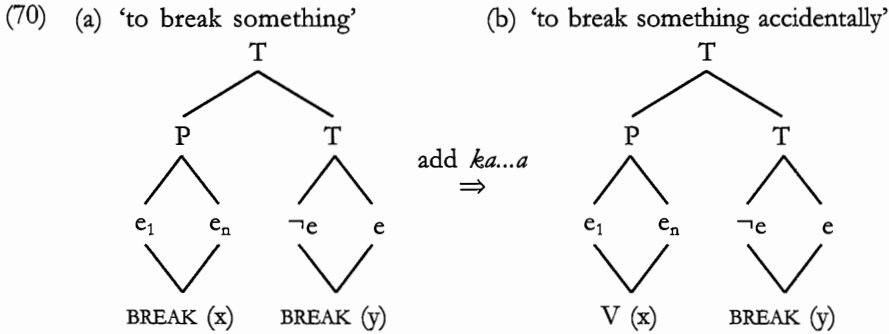 (70) (a) ‘to break something’ (b) ‘to break something accidentally’
T T
P T add ka...a P T
⇒
e₁ eₙ ¬e e e₁ eₙ ¬e e
BREAK (x) BREAK (y) V (x) BREAK (y)